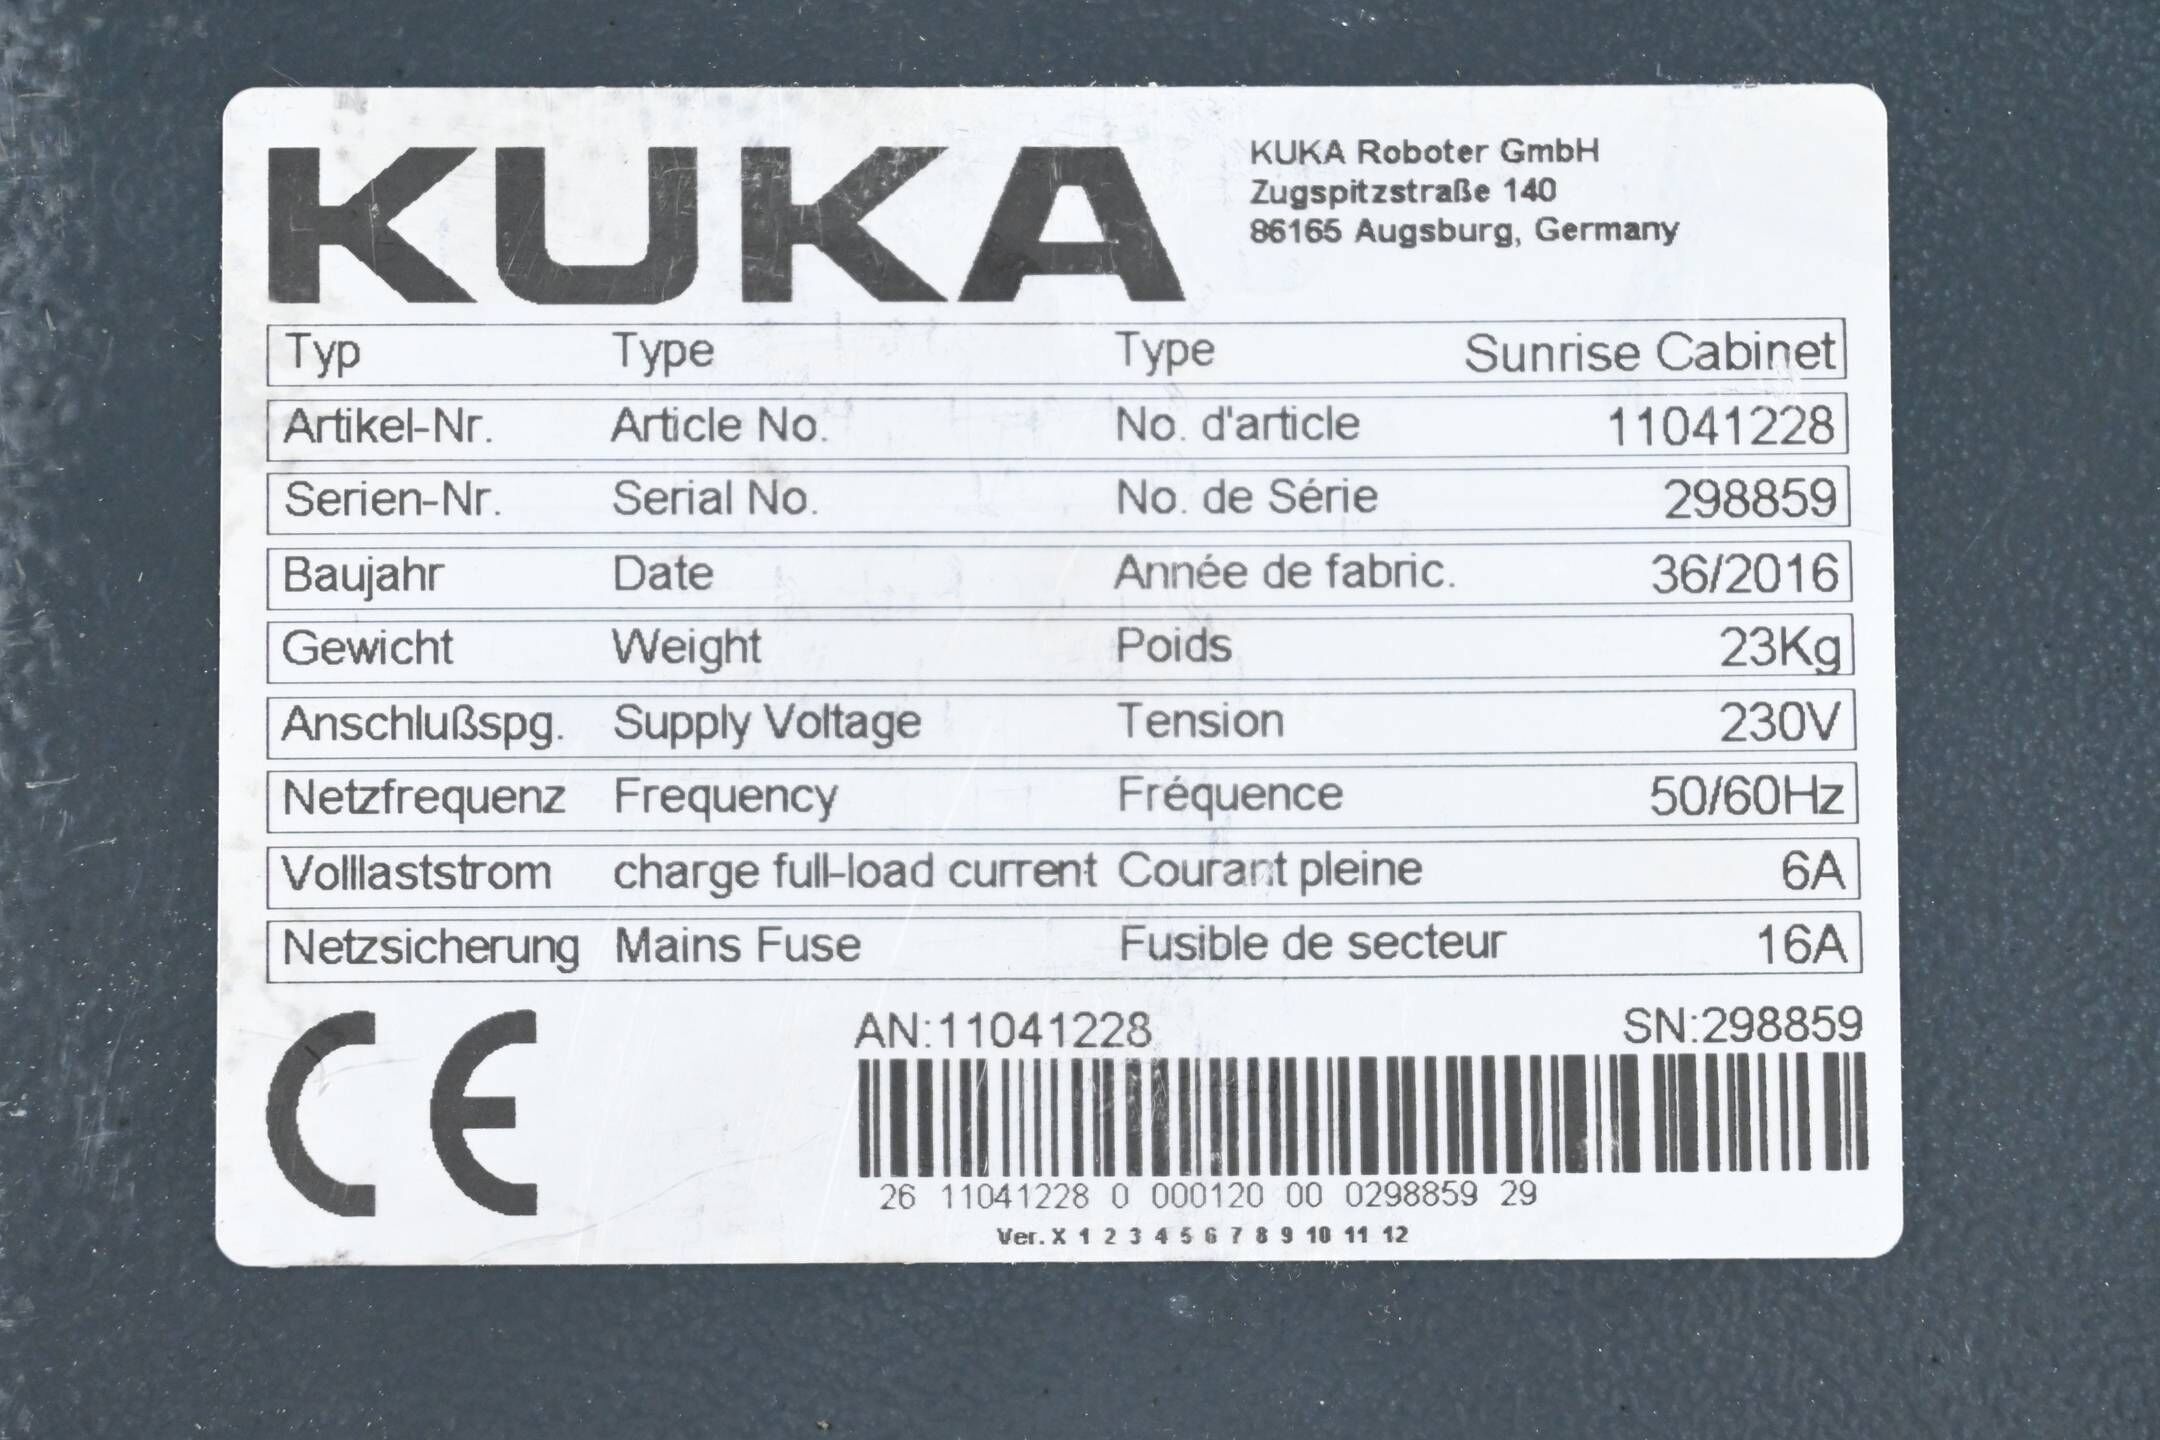 KUKA
KUKA Roboter GmbH
Zugspitzstraße 140
86165 Augsburg, Germany
Typ Type Type Sunrise Cabinet
Artikel-Nr. Article No. No. d'article 11041228
Serien-Nr. Serial No. No. de Série 298859
Baujahr Date Année de fabric. 36/2016
Gewicht Weight Poids 23Kg
Anschlußspg. Supply Voltage Tension 230V
Netzfrequenz Frequency Fréquence 50/60Hz
Volllaststrom charge full-load current Courant pleine 6A
Netzsicherung Mains Fuse Fusible de secteur 16A
CE
AN:11041228 SN:298859
26 11041228 0 000120 00 0298859 29
Ver. X 1 2 3 4 5 6 7 8 9 10 11 12